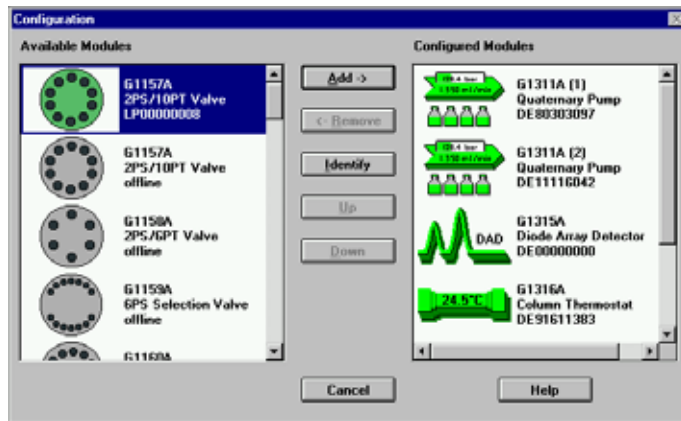 Configuration
Available Modules
G1157A
2PS/10PT Valve
LP00000008
G1157A
2PS/10PT Valve
offline
G1158A
2PS/6PT Valve
offline
G1159A
6PS Selection Valve
offline
G1160A
Add ->
<- Remove
Identify
Up
Down
Configured Modules
G1311A (1)
Quaternary Pump
DE80303097
G1311A (2)
Quaternary Pump
DE11116042
DAD
G1315A
Diode Array Detector
DE00000000
24.5°C
G1316A
Column Thermostat
DE91611383
Cancel
Help